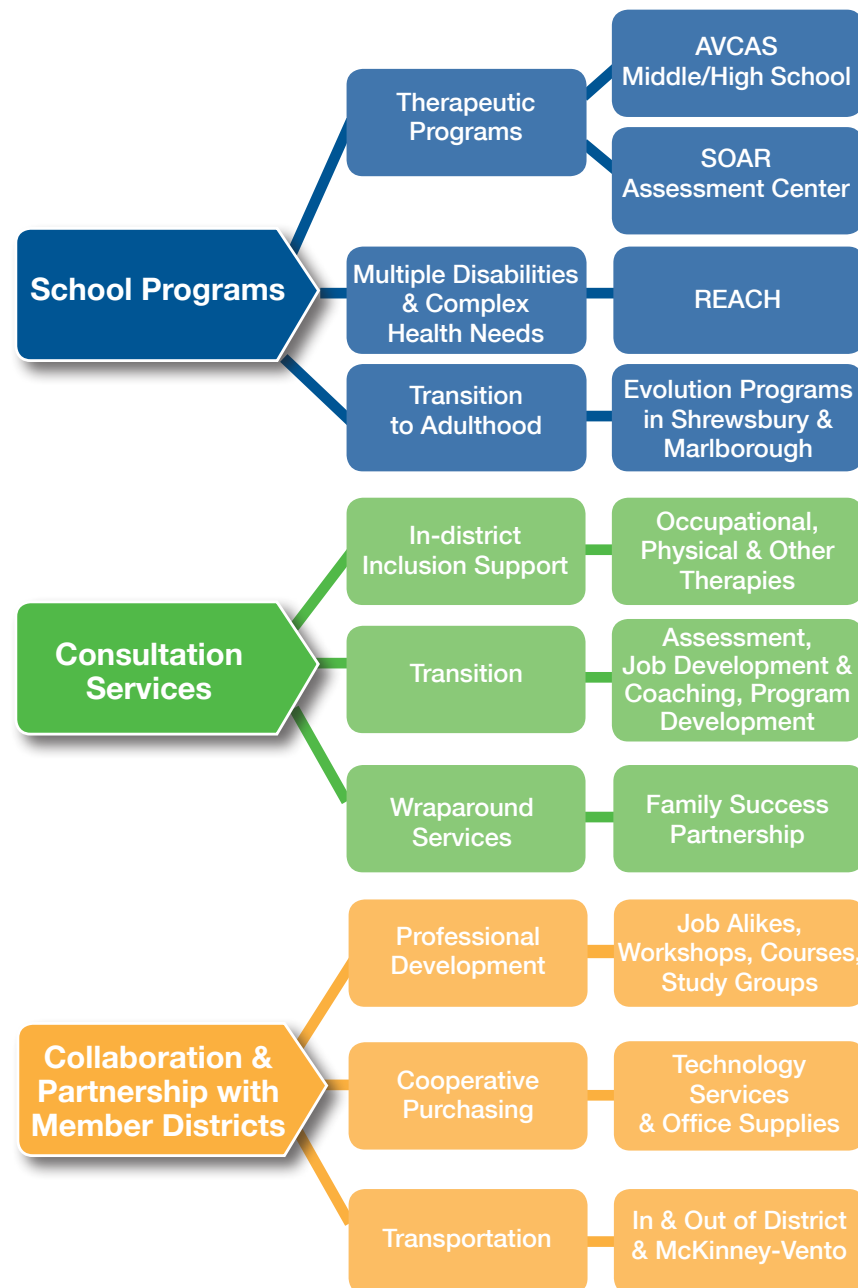 School Programs
Therapeutic
Programs
AVCAS
Middle/High School
SOAR
Assessment Center
Multiple Disabilities
& Complex
Health Needs
REACH
Transition
to Adulthood
Evolution Programs
in Shrewsbury &
Marlborough
Consultation
Services
In-district
Inclusion Support
Occupational,
Physical & Other
Therapies
Transition
Assessment,
Job Development &
Coaching, Program
Development
Wraparound
Services
Family Success
Partnership
Collaboration &
Partnership with
Member Districts
Professional
Development
Job Alikes,
Workshops, Courses,
Study Groups
Cooperative
Purchasing
Technology
Services
& Office Supplies
Transportation
In & Out of District
& McKinney-Vento